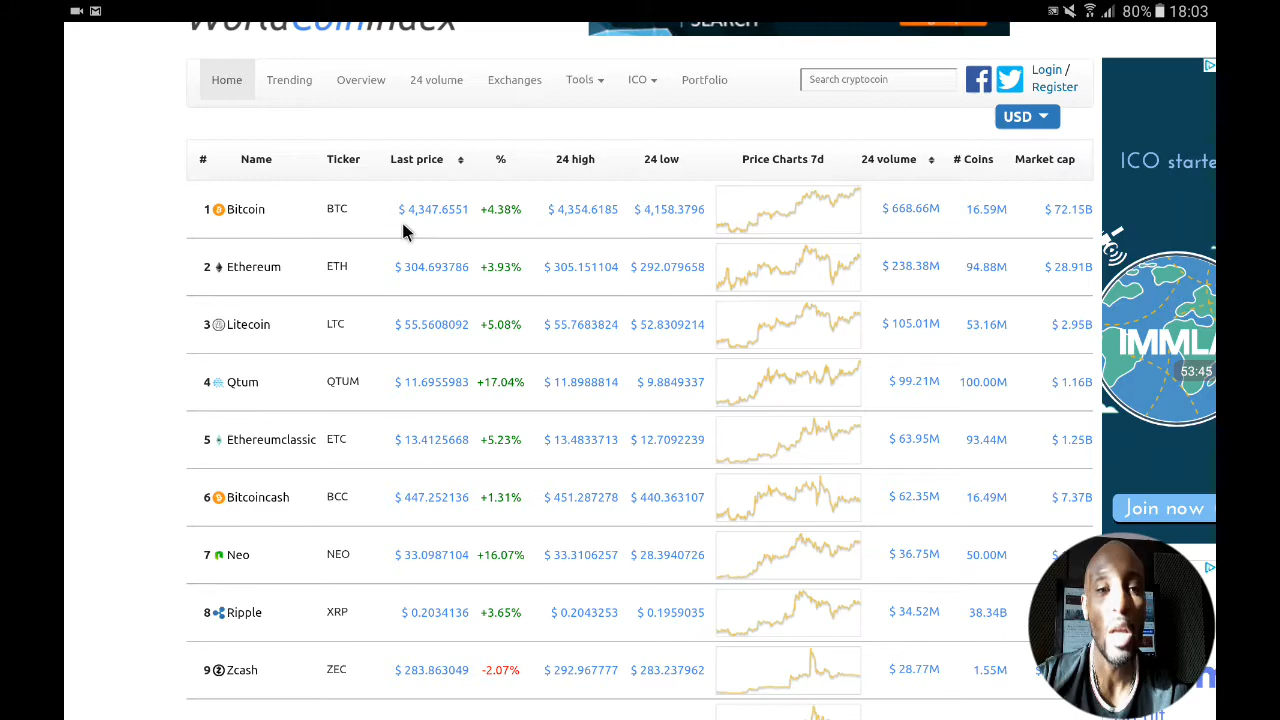 80% 18:03
WorldCoinIndex
SEARCH
Home Trending Overview 24 volume Exchanges Tools ICO Portfolio
Search cryptocoin
Login /
Register
USD
# Name Ticker Last price % 24 high 24 low Price Charts 7d 24 volume # Coins Market cap
1 Bitcoin BTC $ 4,347.6551 +4.38% $ 4,354.6185 $ 4,158.3796 $ 668.66M 16.59M $ 72.15B
2 Ethereum ETH $ 304.693786 +3.93% $ 305.151104 $ 292.079658 $ 238.38M 94.88M $ 28.91B
3 Litecoin LTC $ 55.5608092 +5.08% $ 55.7683824 $ 52.8309214 $ 105.01M 53.16M $ 2.95B
4 Qtum QTUM $ 11.6955983 +17.04% $ 11.8988814 $ 9.8849337 $ 99.21M 100.00M $ 1.16B
5 Ethereumclassic ETC $ 13.4125668 +5.23% $ 13.4833713 $ 12.7092239 $ 63.95M 93.44M $ 1.25B
6 Bitcoincash BCC $ 447.252136 +1.31% $ 451.287278 $ 440.363107 $ 62.35M 16.49M $ 7.37B
7 Neo NEO $ 33.0987104 +16.07% $ 33.3106257 $ 28.3940726 $ 36.75M 50.00M
8 Ripple XRP $ 0.2034136 +3.65% $ 0.2043253 $ 0.1959035 $ 34.52M 38.34B
9 Zcash ZEC $ 283.863049 -2.07% $ 292.967777 $ 283.237962 $ 28.77M 1.55M
ICO starte
IMMLA
53:45
Join now